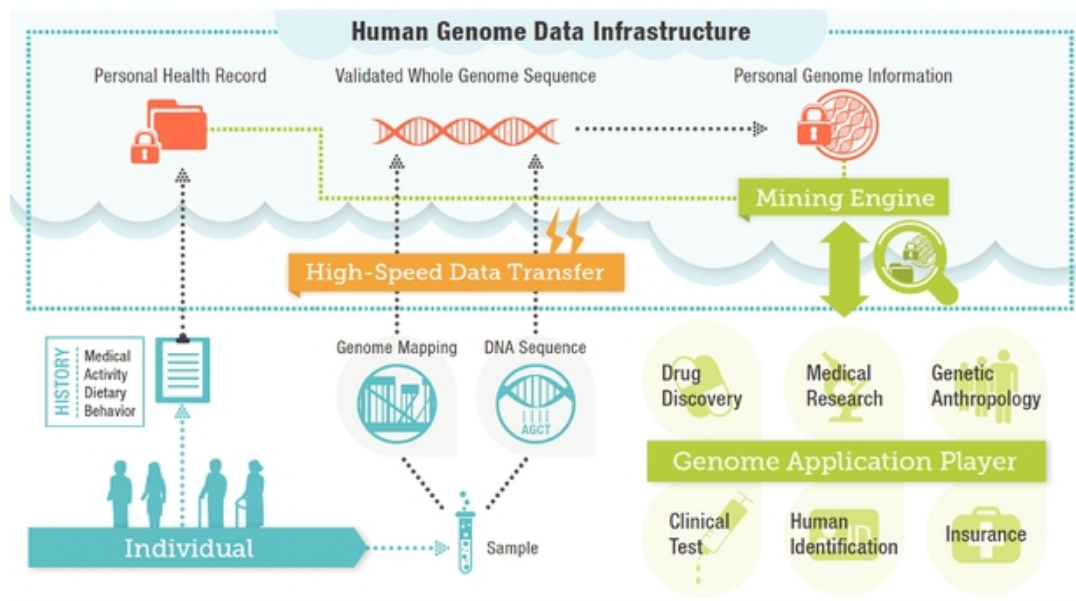 Human Genome Data Infrastructure
Personal Health Record
Validated Whole Genome Sequence
Personal Genome Information
Mining Engine
High-Speed Data Transfer
HISTORY
Medical
Activity
Dietary
Behavior
Genome Mapping
DNA Sequence
AGCT
Individual
Sample
Drug
Discovery
Medical
Research
Genetic
Anthropology
Genome Application Player
Clinical
Test
Human
Identification
ID
Insurance